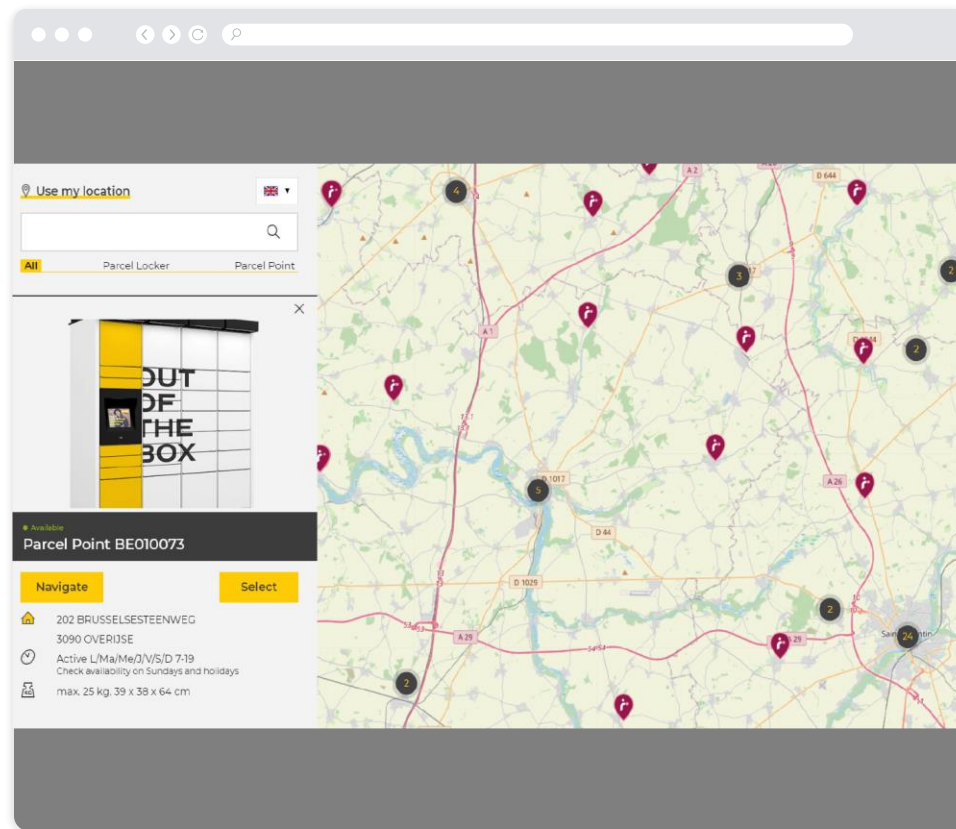 Use my location
All Parcel Locker Parcel Point
OUT
OF
THE
BOX
Available
Parcel Point BE010073
Navigate Select
202 BRUSSELSESTEENWEG
3090 OVERIJSE
Active L/Ma/Me/J/V/S/D 7-19
Check availability on Sundays and holidays
max. 25 kg. 39 x 38 x 64 cm
A 2
D 644
4
3
2
A 1
2
A 26
D 1017
5
D 44
D 1029
2
24
A 29
54
2